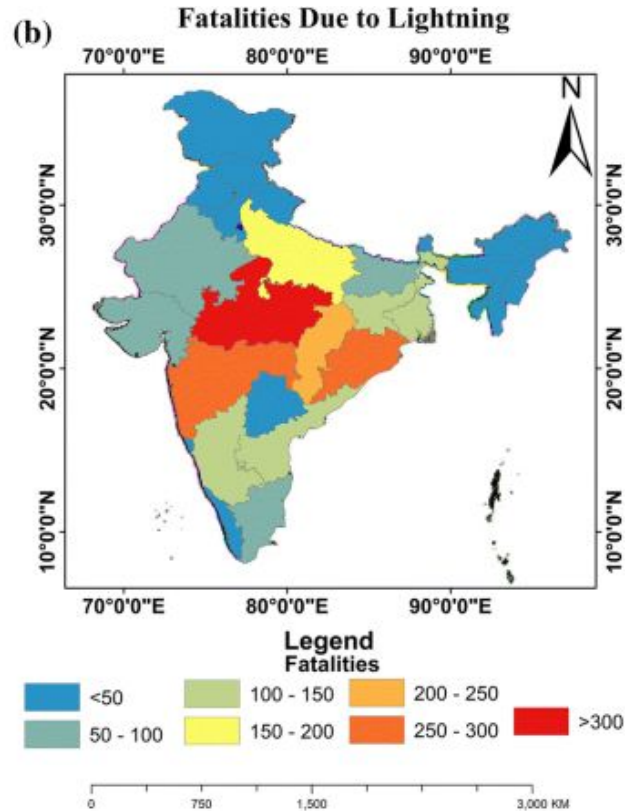 (b)
Fatalities Due to Lightning
70°0'0"E 80°0'0"E 90°0'0"E
N
30°0'0"N 30°0'0"N
20°0'0"N 20°0'0"N
10°0'0"N 10°0'0"N
70°0'0"E 80°0'0"E 90°0'0"E
Legend
Fatalities
<50 100 - 150 200 - 250
50 - 100 150 - 200 250 - 300 >300
0 750 1,500 3,000 KM